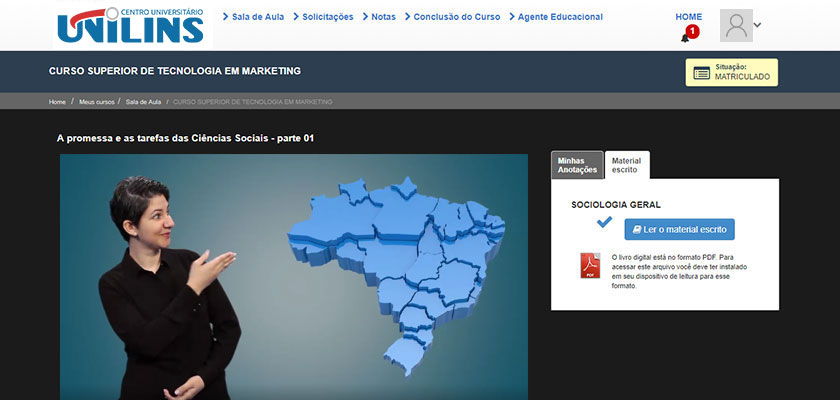 CENTRO UNIVERSITÁRIO
UNILINS
Sala de Aula Solicitações Notas Conclusão do Curso Agente Educacional
HOME
1
CURSO SUPERIOR DE TECNOLOGIA EM MARKETING
Situação:
MATRICULADO
Home / Meus cursos / Sala de Aula / CURSO SUPERIOR DE TECNOLOGIA EM MARKETING
A promessa e as tarefas das Ciências Sociais - parte 01
Minhas
Anotações
Material
escrito
SOCIOLOGIA GERAL
Ler o material escrito
PDF
O livro digital está no formato PDF. Para
acessar este arquivo você deve ter instalado
em seu dispositivo de leitura para esse
formato.